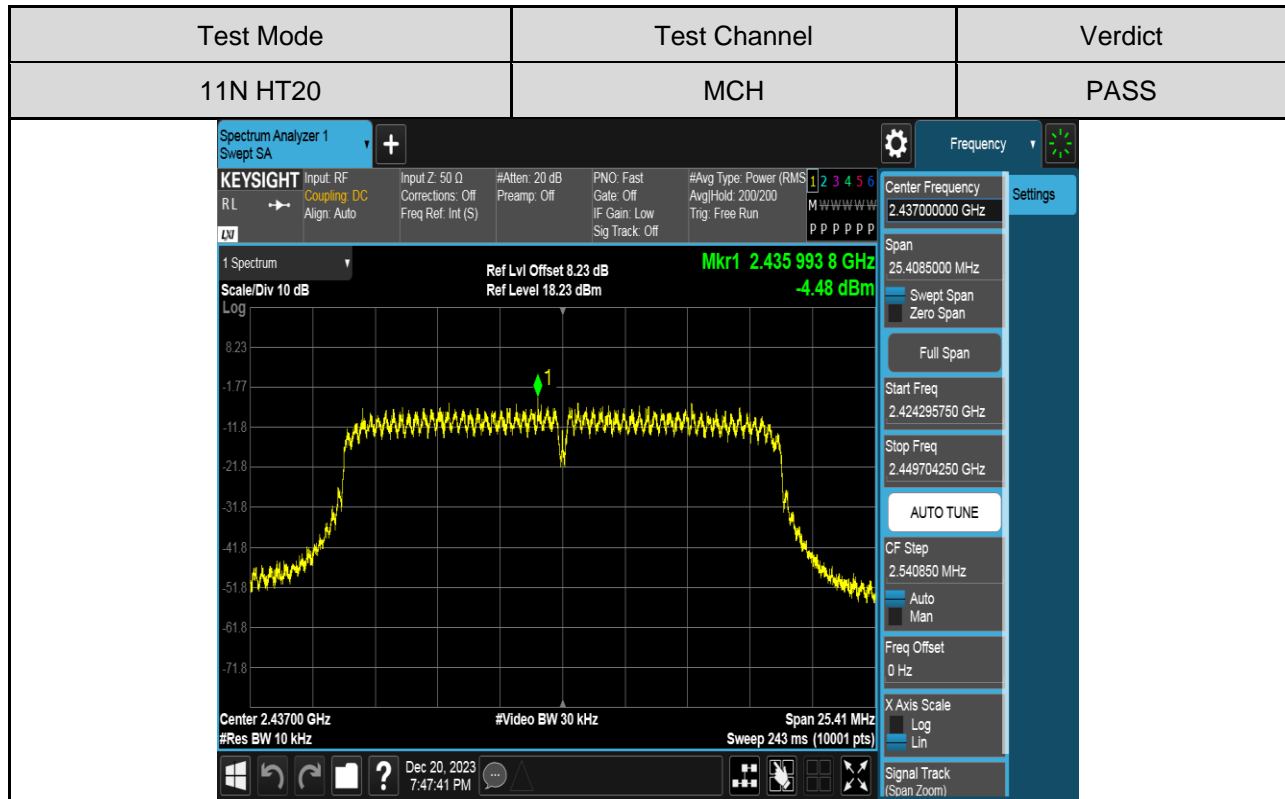 Test Mode Test Channel Verdict
11N HT20 MCH PASS
Spectrum Analyzer 1
Swept SA
+
Frequency
KEYSIGHT
RL
LXI
Input: RF
Coupling: DC
Align: Auto
Input Z: 50 Ω
Corrections: Off
Freq Ref: Int (S)
#Atten: 20 dB
Preamp: Off
PNO: Fast
Gate: Off
IF Gain: Low
Sig Track: Off
#Avg Type: Power (RMS
Avg|Hold: 200/200
Trig: Free Run
1 2 3 4 5 6
M W W W W W
P P P P P P
1 Spectrum
Scale/Div 10 dB
Ref Lvl Offset 8.23 dB
Ref Level 18.23 dBm
Mkr1 2.435 993 8 GHz
-4.48 dBm
Log
8.23
-1.77
-11.8
-21.8
-31.8
-41.8
-51.8
-61.8
-71.8
1
Center 2.43700 GHz
#Res BW 10 kHz
#Video BW 30 kHz
Span 25.41 MHz
Sweep 243 ms (10001 pts)
?
Dec 20, 2023
7:47:41 PM
Center Frequency
2.437000000 GHz
Settings
Span
25.4085000 MHz
Swept Span
Zero Span
Full Span
Start Freq
2.424295750 GHz
Stop Freq
2.449704250 GHz
AUTO TUNE
CF Step
2.540850 MHz
Auto
Man
Freq Offset
0 Hz
X Axis Scale
Log
Lin
Signal Track
(Span Zoom)